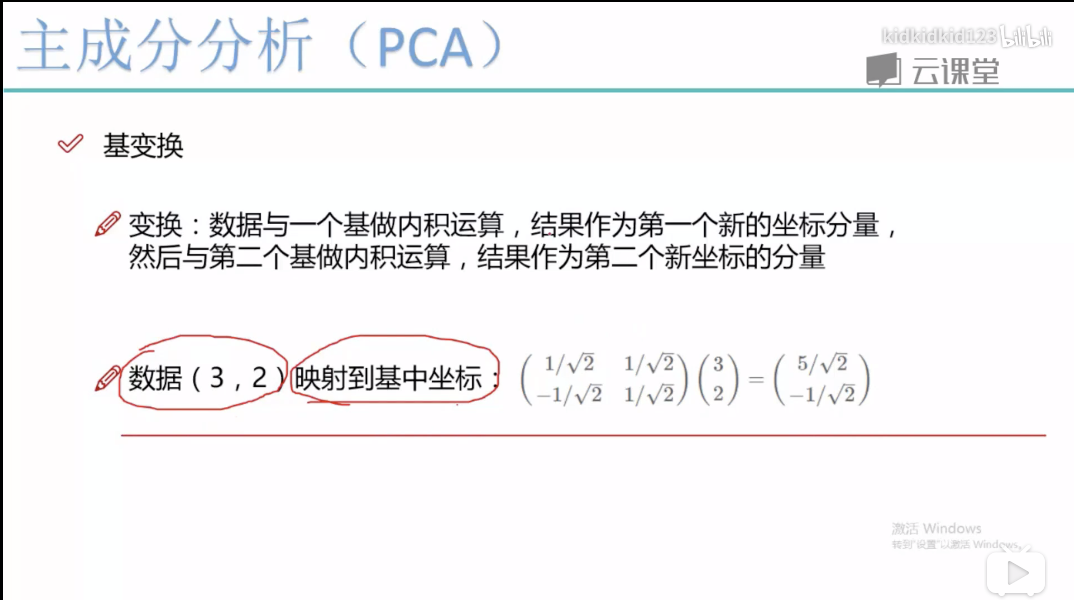 主成分分析（PCA）
kidkidkid123 bilibili
云课堂
基变换
变换：数据与一个基做内积运算，结果作为第一个新的坐标分量，
然后与第二个基做内积运算，结果作为第二个新坐标的分量
数据（3，2）映射到基中坐标： $\begin{pmatrix} 1/\sqrt{2} & 1/\sqrt{2} \\ -1/\sqrt{2} & 1/\sqrt{2} \end{pmatrix} \begin{pmatrix} 3 \\ 2 \end{pmatrix} = \begin{pmatrix} 5/\sqrt{2} \\ -1/\sqrt{2} \end{pmatrix}$
激活 Windows
转到"设置"以激活 Windows。